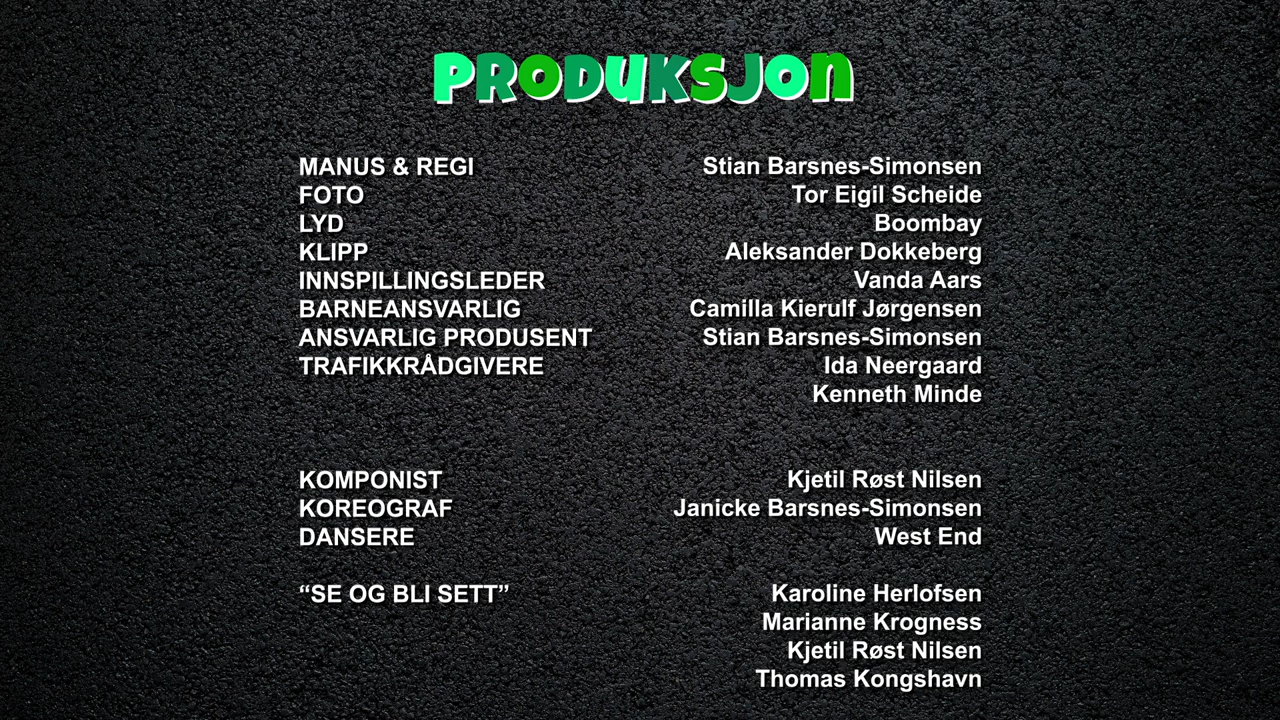 PRODUKSJON
MANUS & REGI Stian Barsnes-Simonsen
FOTO Tor Eigil Scheide
LYD Boombay
KLIPP Aleksander Dokkeberg
INNSPILLINGSLEDER Vanda Aars
BARNEANSVARLIG Camilla Kierulf Jørgensen
ANSVARLIG PRODUSENT Stian Barsnes-Simonsen
TRAFIKKRÅDGIVERE Ida Neergaard
Kenneth Minde
KOMPONIST Kjetil Røst Nilsen
KOREOGRAF Janicke Barsnes-Simonsen
DANSERE West End
“SE OG BLI SETT” Karoline Herlofsen
Marianne Krogness
Kjetil Røst Nilsen
Thomas Kongshavn